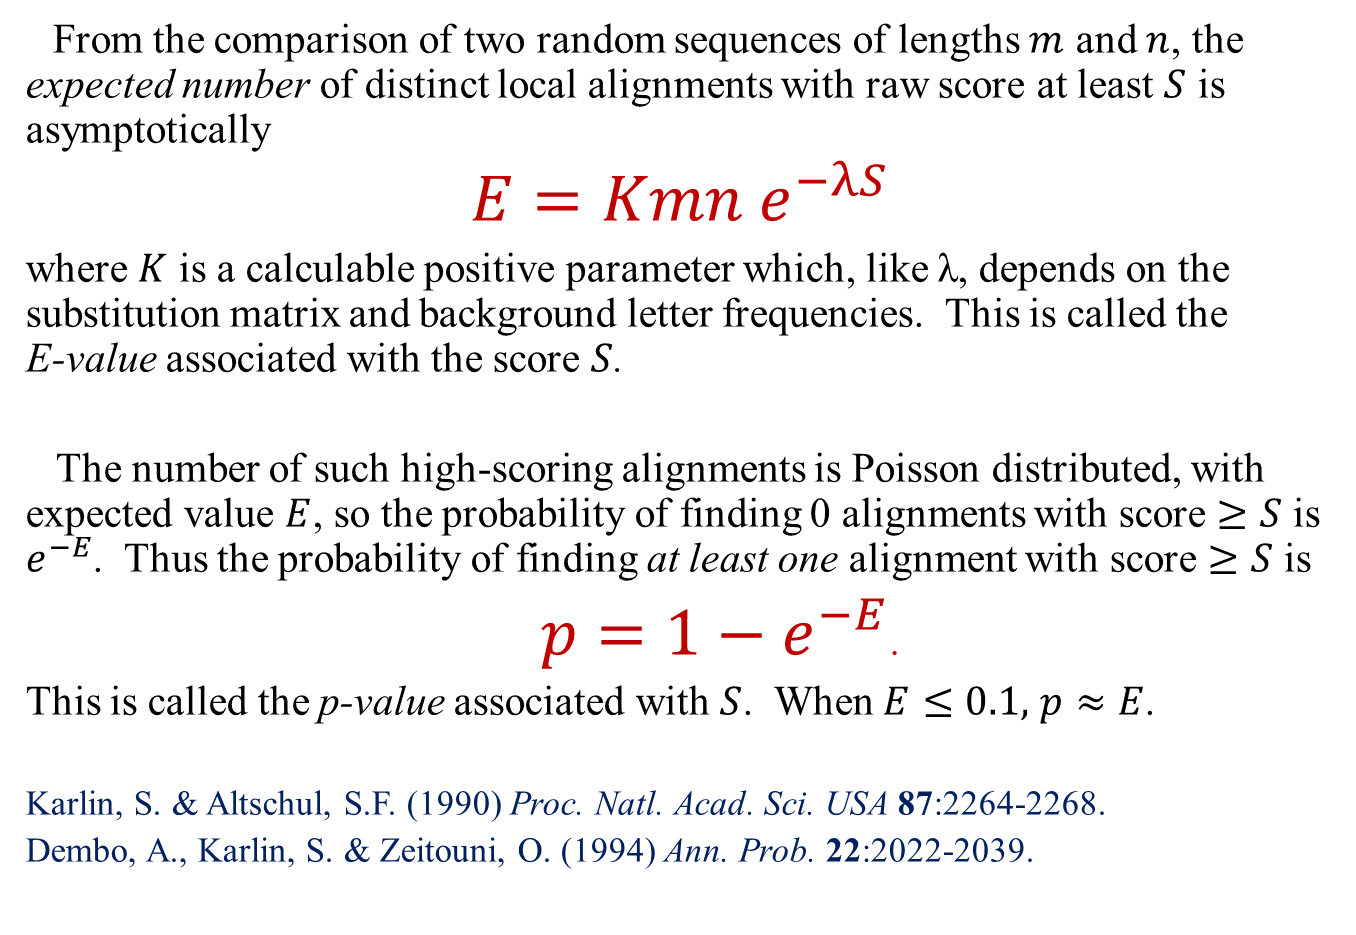 From the comparison of two random sequences of lengths m and n, the
expected number of distinct local alignments with raw score at least S is
asymptotically
E = Kmn e^{−λS}
where K is a calculable positive parameter which, like λ, depends on the
substitution matrix and background letter frequencies. This is called the
E-value associated with the score S.
The number of such high-scoring alignments is Poisson distributed, with
expected value E, so the probability of finding 0 alignments with score ≥ S is
e^{−E}. Thus the probability of finding at least one alignment with score ≥ S is
p = 1 − e^{−E}.
This is called the p-value associated with S. When E ≤ 0.1, p ≈ E.
Karlin, S. & Altschul, S.F. (1990) Proc. Natl. Acad. Sci. USA 87:2264-2268.
Dembo, A., Karlin, S. & Zeitouni, O. (1994) Ann. Prob. 22:2022-2039.